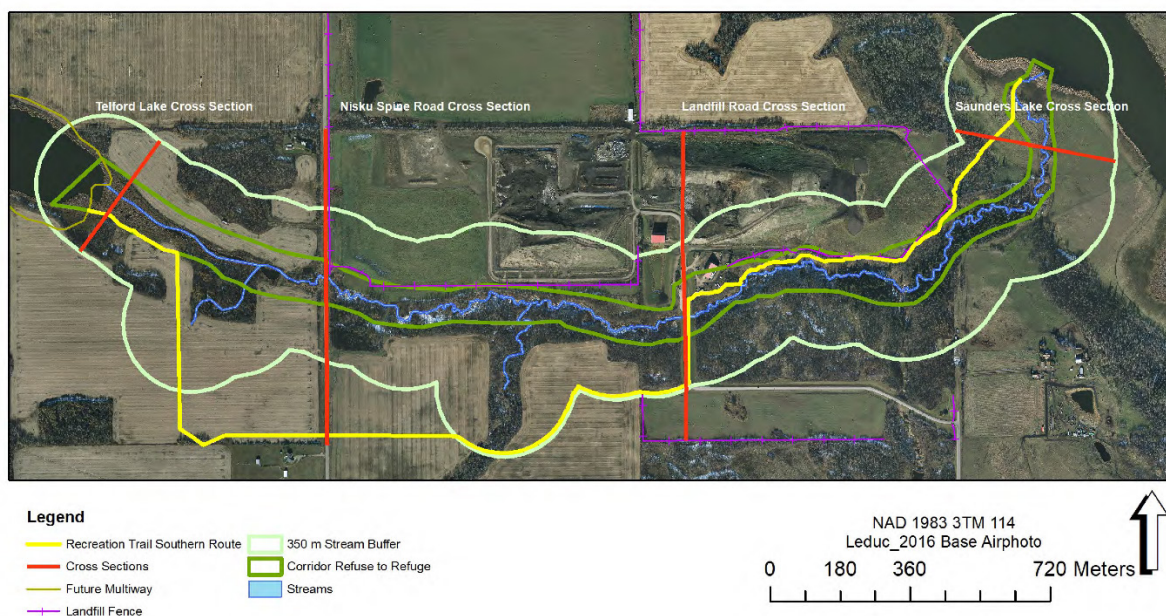 Telford Lake Cross Section
Nisku Spine Road Cross Section
Landfill Road Cross Section
Saunders Lake Cross Section
Legend
Recreation Trail Southern Route
Cross Sections
Future Multiway
Landfill Fence
350 m Stream Buffer
Corridor Refuse to Refuge
Streams
NAD 1983 3TM 114
Leduc_2016 Base Airphoto
0 180 360 720 Meters